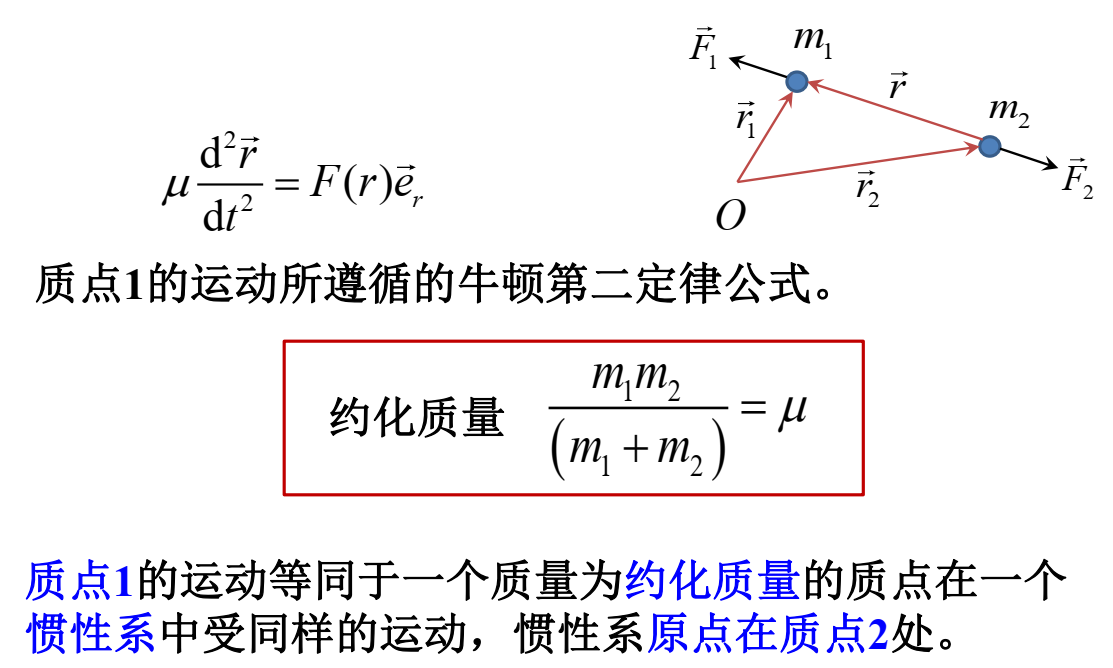 $\vec{F}_1$ $m_1$
$\vec{r}$ $m_2$
$\vec{r}_1$
$\mu \frac{\mathrm{d}^2 \vec{r}}{\mathrm{d}t^2} = F(r)\vec{e}_r$
$\vec{r}_2$ $\vec{F}_2$
$O$
质点1的运动所遵循的牛顿第二定律公式。
约化质量 $\frac{m_1 m_2}{(m_1 + m_2)} = \mu$
质点1的运动等同于一个质量为约化质量的质点在一个
惯性系中受同样的运动，惯性系原点在质点2处。